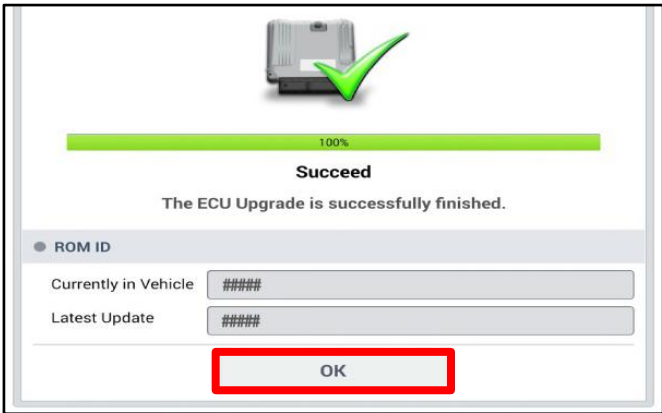 100%
Succeed
The ECU Upgrade is successfully finished.
ROM ID
Currently in Vehicle #####
Latest Update #####
OK